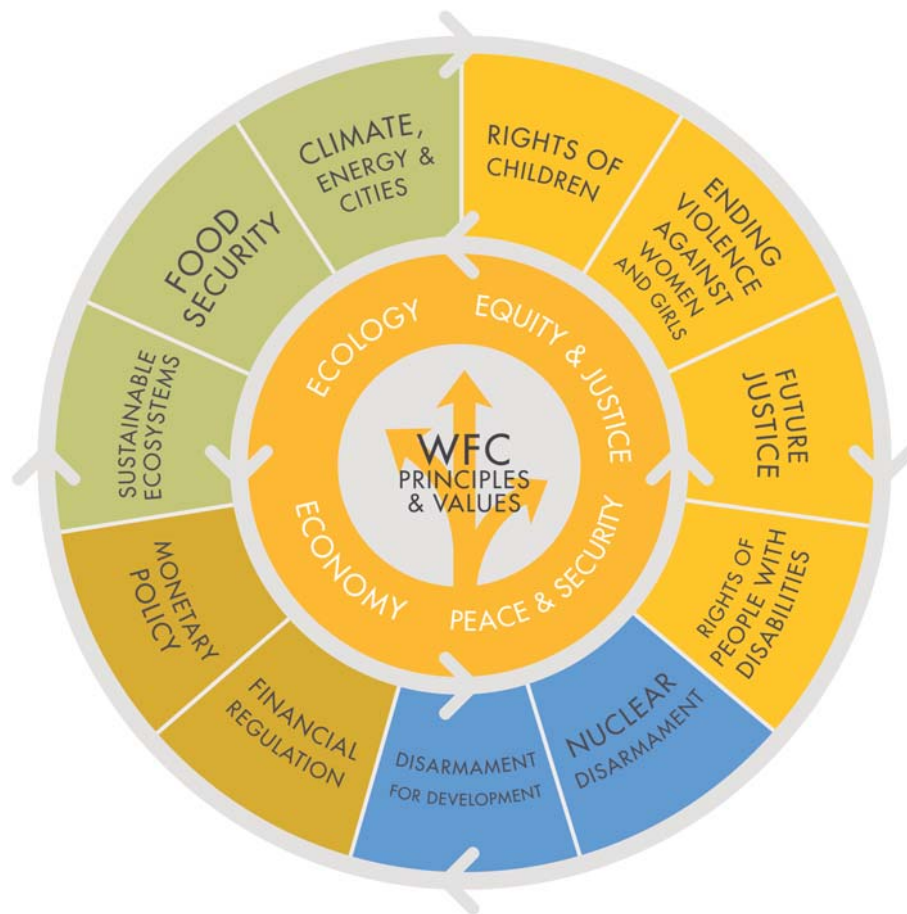 CLIMATE,
ENERGY &
CITIES
RIGHTS OF
CHILDREN
ENDING
VIOLENCE
AGAINST
WOMEN
AND GIRLS
FUTURE
JUSTICE
RIGHTS OF
PEOPLE WITH
DISABILITIES
NUCLEAR
DISARMAMENT
DISARMAMENT
FOR DEVELOPMENT
FINANCIAL
REGULATION
MONETARY
POLICY
SUSTAINABLE
ECOSYSTEMS
FOOD
SECURITY
ECOLOGY
EQUITY & JUSTICE
PEACE & SECURITY
ECONOMY
WFC
PRINCIPLES
& VALUES